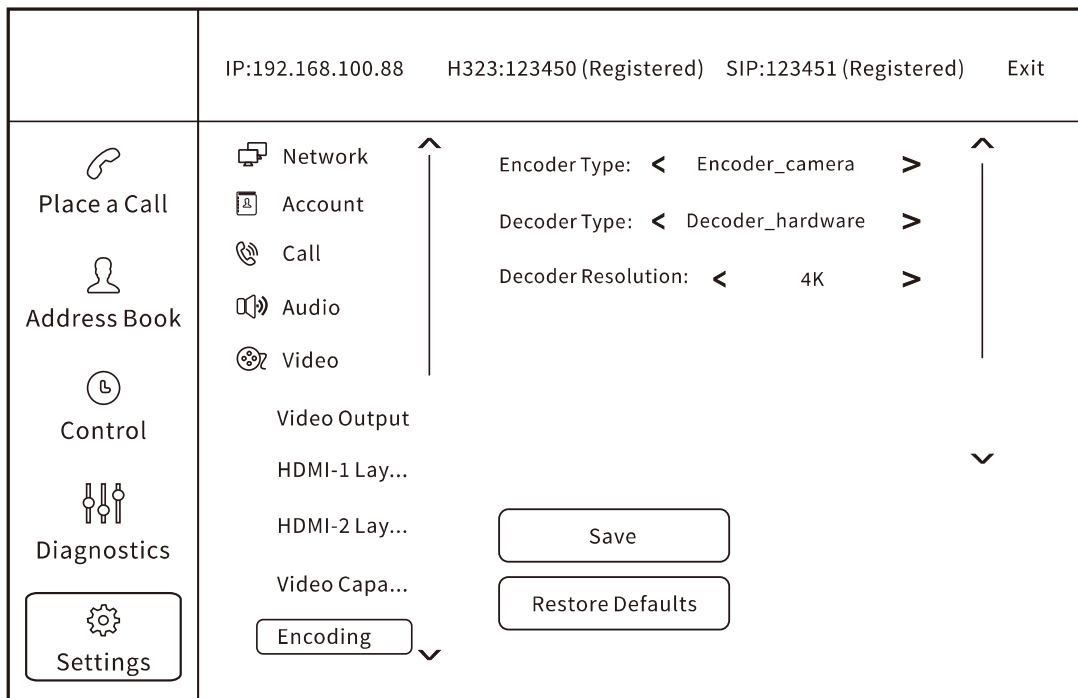 IP:192.168.100.88 H323:123450 (Registered) SIP:123451 (Registered) Exit
Place a Call
Address Book
Control
Diagnostics
Settings
Network
Account
Call
Audio
Video
Video Output
HDMI-1 Lay...
HDMI-2 Lay...
Video Capa...
Encoding
Encoder Type: < Encoder_camera >
Decoder Type: < Decoder_hardware >
Decoder Resolution: < 4K >
Save
Restore Defaults